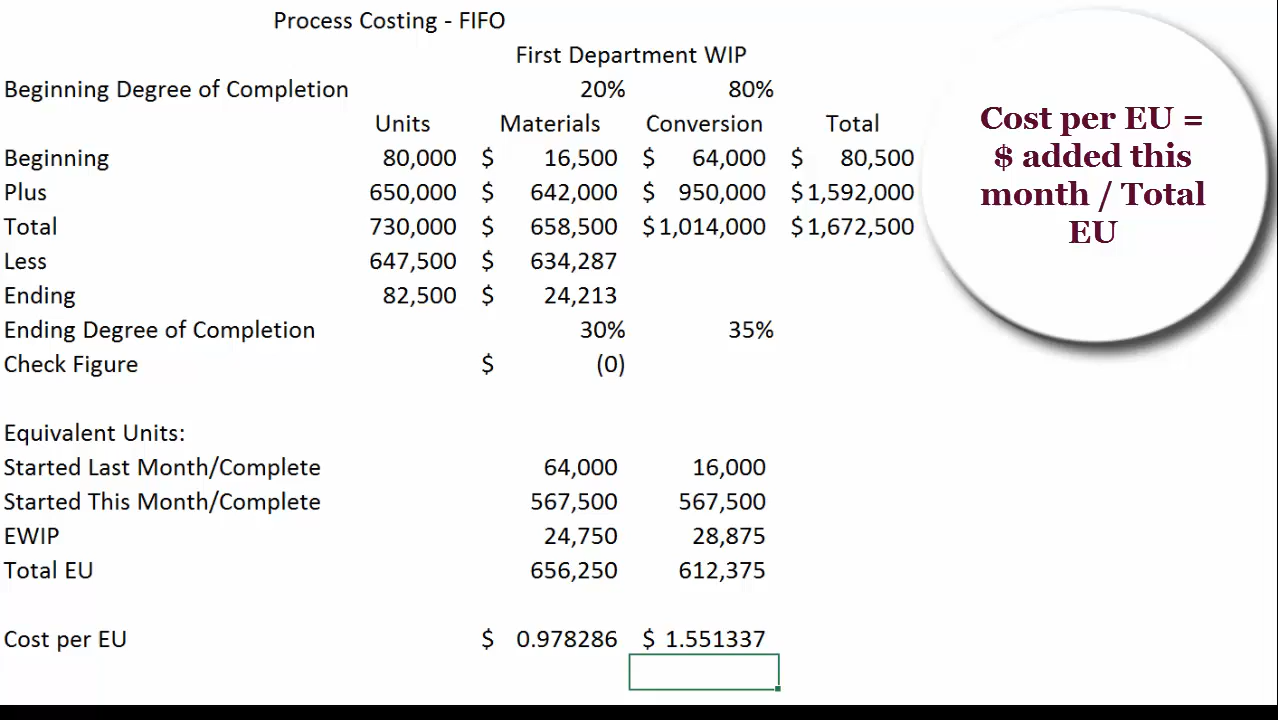 Process Costing - FIFO
First Department WIP
Beginning Degree of Completion 20% 80%
Units Materials Conversion Total
Beginning 80,000 $ 16,500 $ 64,000 $ 80,500
Plus 650,000 $ 642,000 $ 950,000 $1,592,000
Total 730,000 $ 658,500 $1,014,000 $1,672,500
Less 647,500 $ 634,287
Ending 82,500 $ 24,213
Ending Degree of Completion 30% 35%
Check Figure $ (0)
Equivalent Units:
Started Last Month/Complete 64,000 16,000
Started This Month/Complete 567,500 567,500
EWIP 24,750 28,875
Total EU 656,250 612,375
Cost per EU $ 0.978286 $ 1.551337
Cost per EU =
$ added this
month / Total
EU